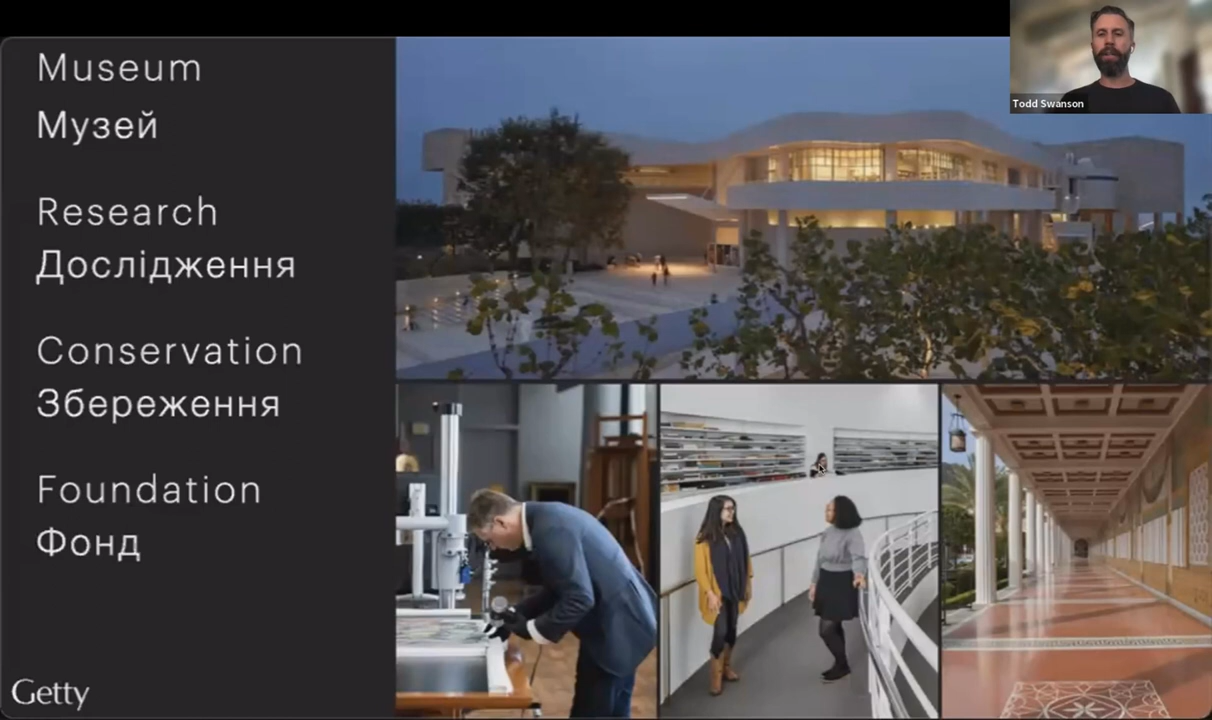 Museum
Музей
Research
Дослідження
Conservation
Збереження
Foundation
Фонд
Getty
Todd Swanson